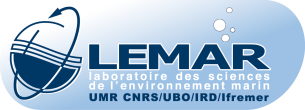 LEMAR
laboratoire des sciences
de l'environnement marin
UMR CNRS/UBO/IRD/Ifremer